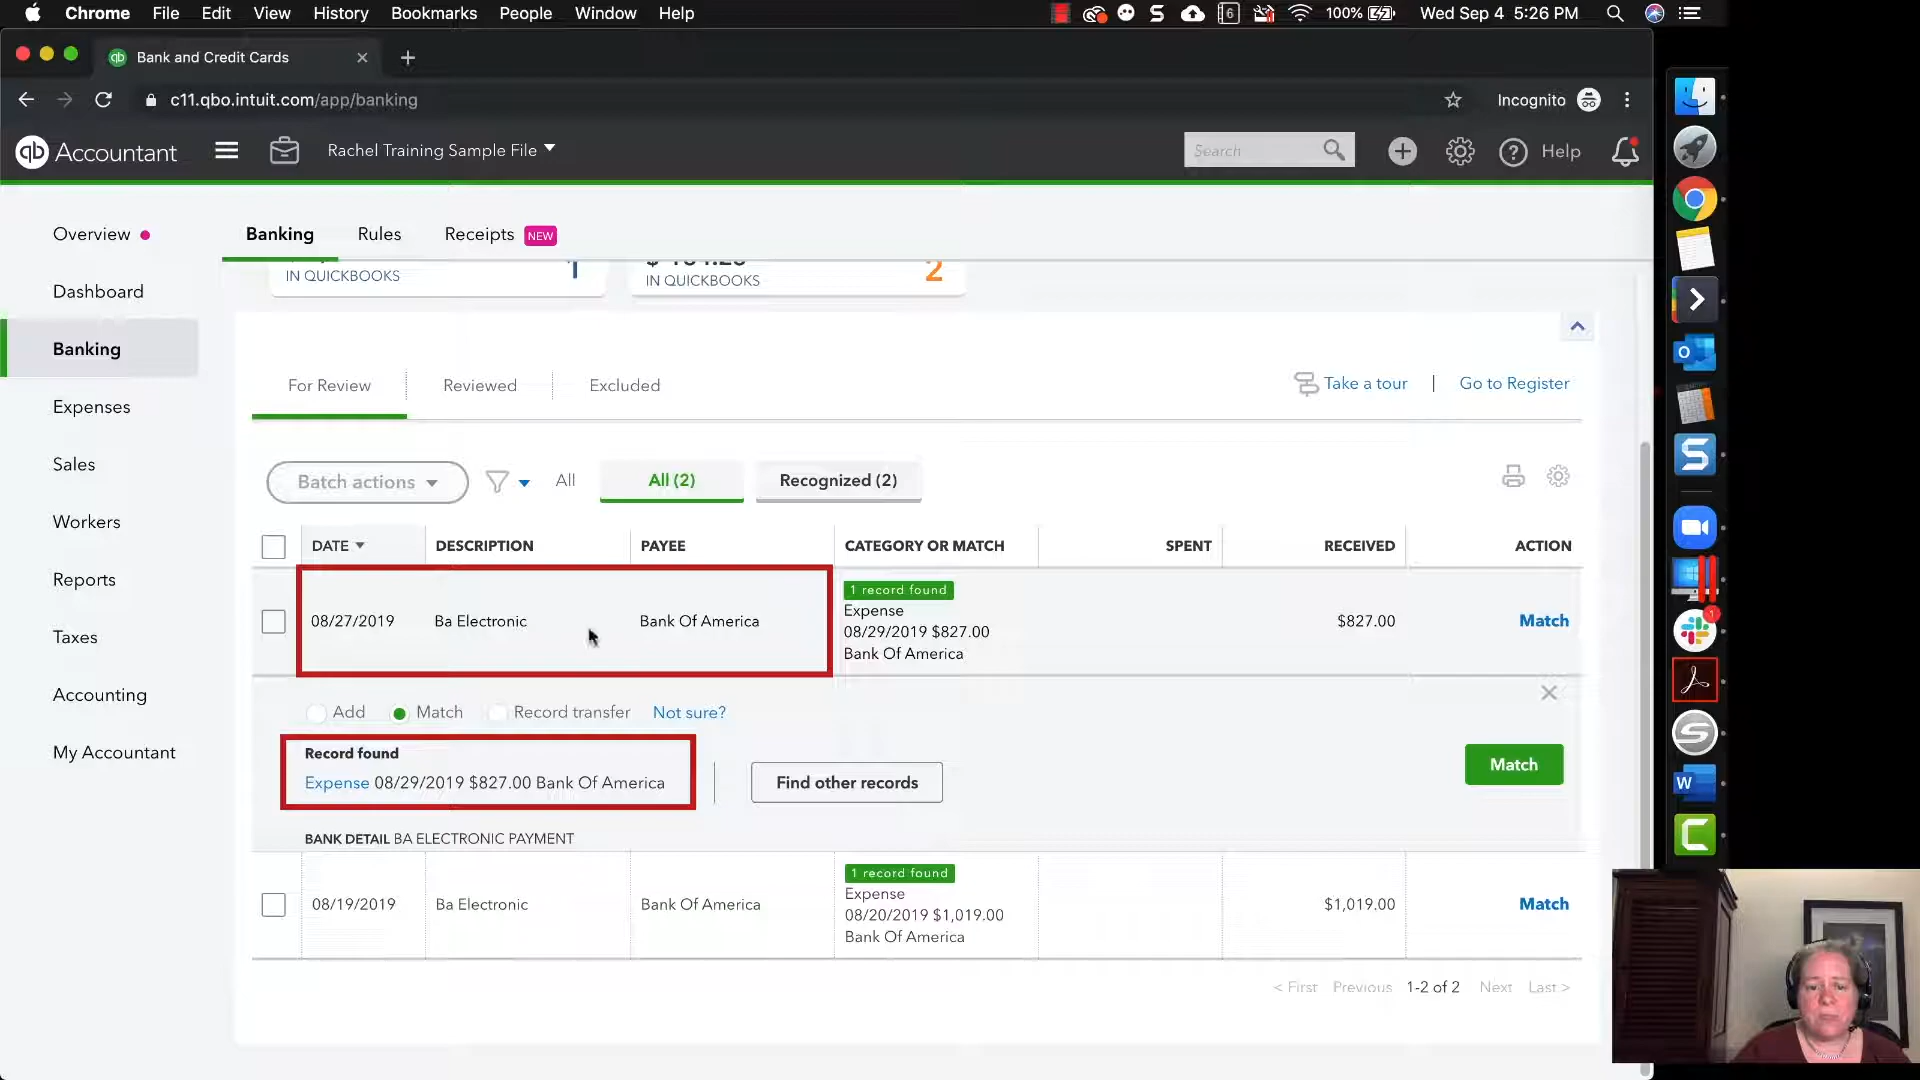 Chrome File Edit View History Bookmarks People Window Help
6 100% Wed Sep 4 5:26 PM
Bank and Credit Cards
c11.qbo.intuit.com/app/banking
Incognito
qb Accountant
Rachel Training Sample File
Search
Help
Overview
Dashboard
Banking
Expenses
Sales
Workers
Reports
Taxes
Accounting
My Accountant
Banking Rules Receipts NEW
IN QUICKBOOKS 1
IN QUICKBOOKS 2
For Review Reviewed Excluded
Take a tour | Go to Register
Batch actions All All (2) Recognized (2)
DATE DESCRIPTION PAYEE CATEGORY OR MATCH SPENT RECEIVED ACTION
1 record found
08/27/2019 Ba Electronic Bank Of America
Expense
08/29/2019 $827.00
Bank Of America
$827.00 Match
Add Match Record transfer Not sure?
Record found
Expense 08/29/2019 $827.00 Bank Of America
Find other records
Match
BANK DETAIL BA ELECTRONIC PAYMENT
1 record found
08/19/2019 Ba Electronic Bank Of America
Expense
08/20/2019 $1,019.00
Bank Of America
$1,019.00 Match
< First Previous 1-2 of 2 Next Last >